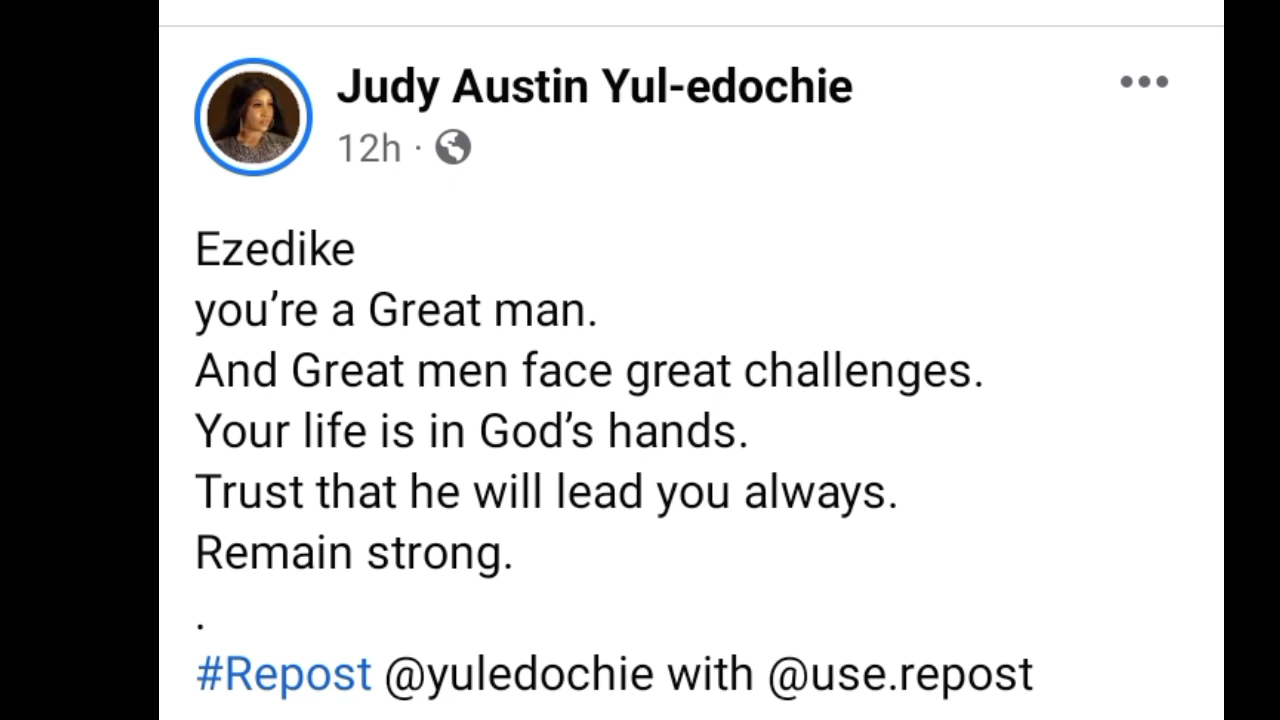 Judy Austin Yul-edochie
12h ·
Ezedike
you’re a Great man.
And Great men face great challenges.
Your life is in God’s hands.
Trust that he will lead you always.
Remain strong.
.
#Repost @yuledochie with @use.repost